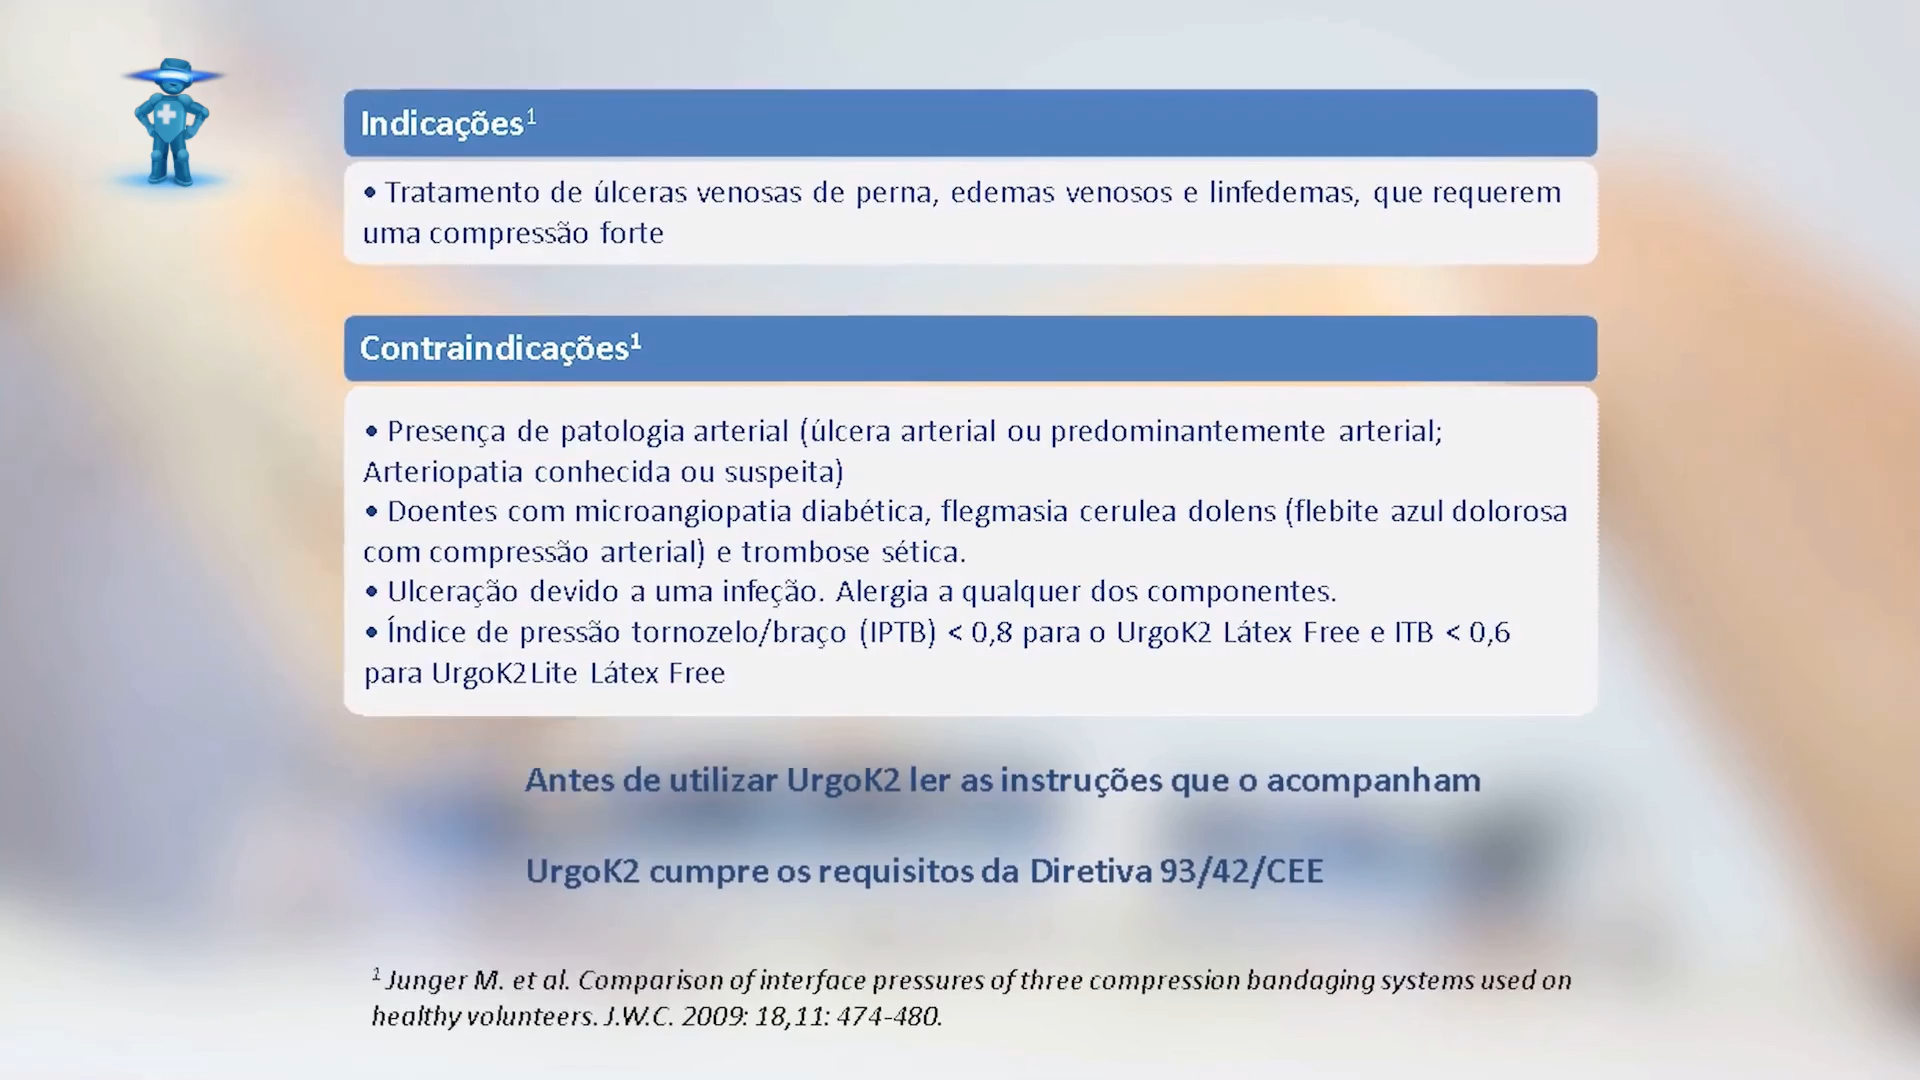 Indicações¹
• Tratamento de úlceras venosas de perna, edemas venosos e linfedemas, que requerem
uma compressão forte
Contraindicações¹
• Presença de patologia arterial (úlcera arterial ou predominantemente arterial;
Arteriopatia conhecida ou suspeita)
• Doentes com microangiopatia diabética, flegmasia cerulea dolens (flebite azul dolorosa
com compressão arterial) e trombose sética.
• Ulceração devido a uma infeção. Alergia a qualquer dos componentes.
• Índice de pressão tornozelo/braço (IPTB) < 0,8 para o UrgoK2 Látex Free e ITB < 0,6
para UrgoK2Lite Látex Free
Antes de utilizar UrgoK2 ler as instruções que o acompanham
UrgoK2 cumpre os requisitos da Diretiva 93/42/CEE
¹ Junger M. et al. Comparison of interface pressures of three compression bandaging systems used on
healthy volunteers. J.W.C. 2009: 18,11: 474-480.